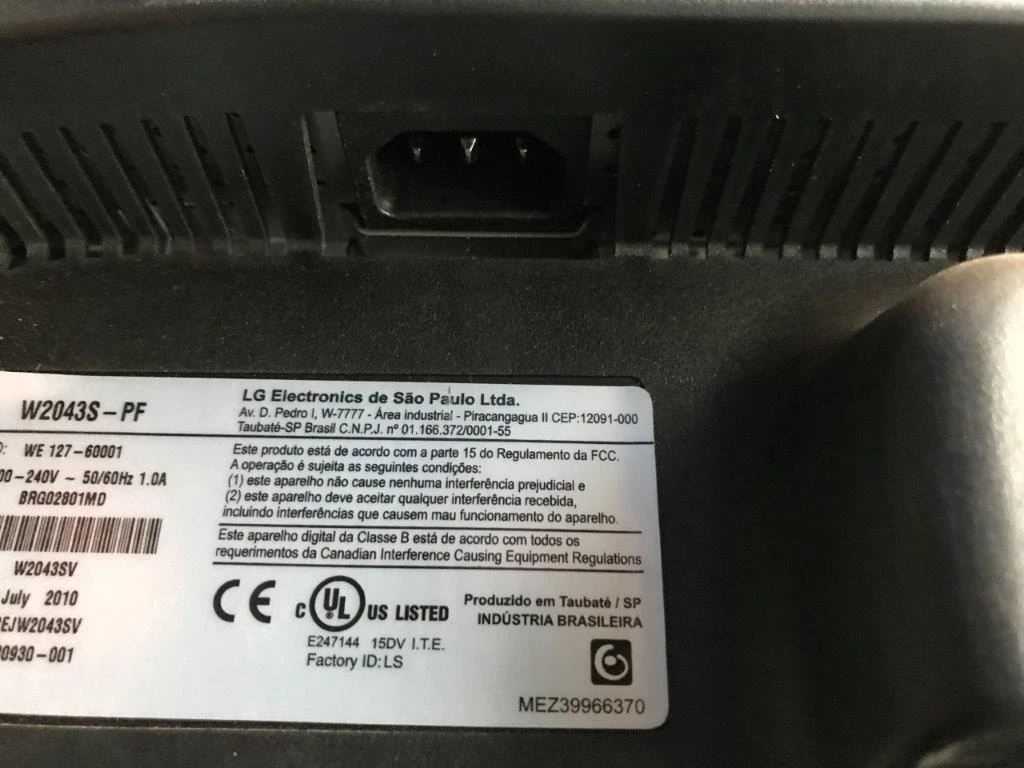 W2043S-PF
LG Electronics de São Paulo Ltda.
Av. D. Pedro I, W-7777 - Área industrial - Piracangagua II CEP:12091-000
Taubaté-SP Brasil C.N.P.J. nº 01.166.372/0001-55
: WE 127-60001
00-240V ~ 50/60Hz 1.0A
BRG02801MD
W2043SV
July 2010
EJW2043SV
0930-001
Este produto está de acordo com a parte 15 do Regulamento da FCC.
A operação é sujeita as seguintes condições:
(1) este aparelho não cause nenhuma interferência prejudicial e
(2) este aparelho deve aceitar qualquer interferência recebida,
incluindo interferências que causem mau funcionamento do aparelho.
Este aparelho digital da Classe B está de acordo com todos os
requerimentos da Canadian Interference Causing Equipment Regulations
CE c UL US LISTED
E247144 15DV I.T.E.
Factory ID:LS
Produzido em Taubaté / SP
INDÚSTRIA BRASILEIRA
MEZ39966370